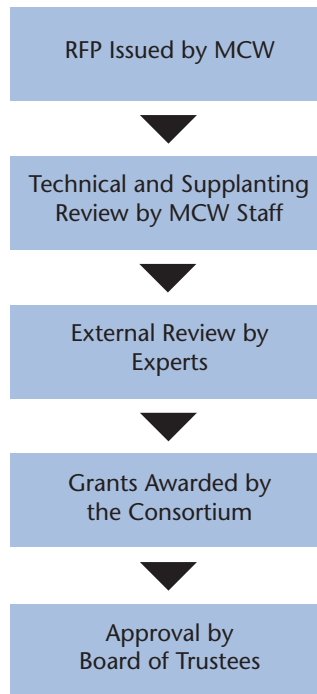 RFP Issued by MCW
Technical and Supplanting
Review by MCW Staff
External Review by
Experts
Grants Awarded by
the Consortium
Approval by
Board of Trustees